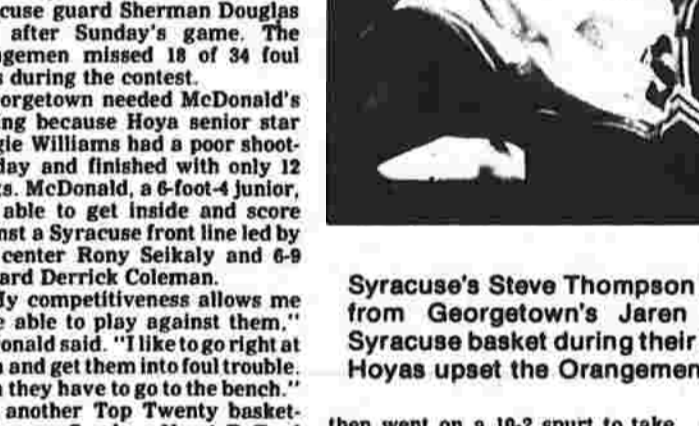 cuse guard Sherman Douglas
after Sunday's game. The
gemen missed 18 of 34 foul
s during the contest.
orgetown needed McDonald's
ng because Hoya senior star
gie Williams had a poor shoot-
day and finished with only 12
s. McDonald, a 6-foot-4 junior,
able to get inside and score
nst a Syracuse front line led by
center Rony Seikaly and 6-9
ard Derrick Coleman.
y competitiveness allows me
e able to play against them,"
onald said. "I like to go right at
n and get them into foul trouble.
n they have to go to the bench."
another Top Twenty basket-
Syracuse's Steve Thompson
from Georgetown's Jaren
Syracuse basket during their
Hoyas upset the Orangemen
then went on a 10-2 spurt to take